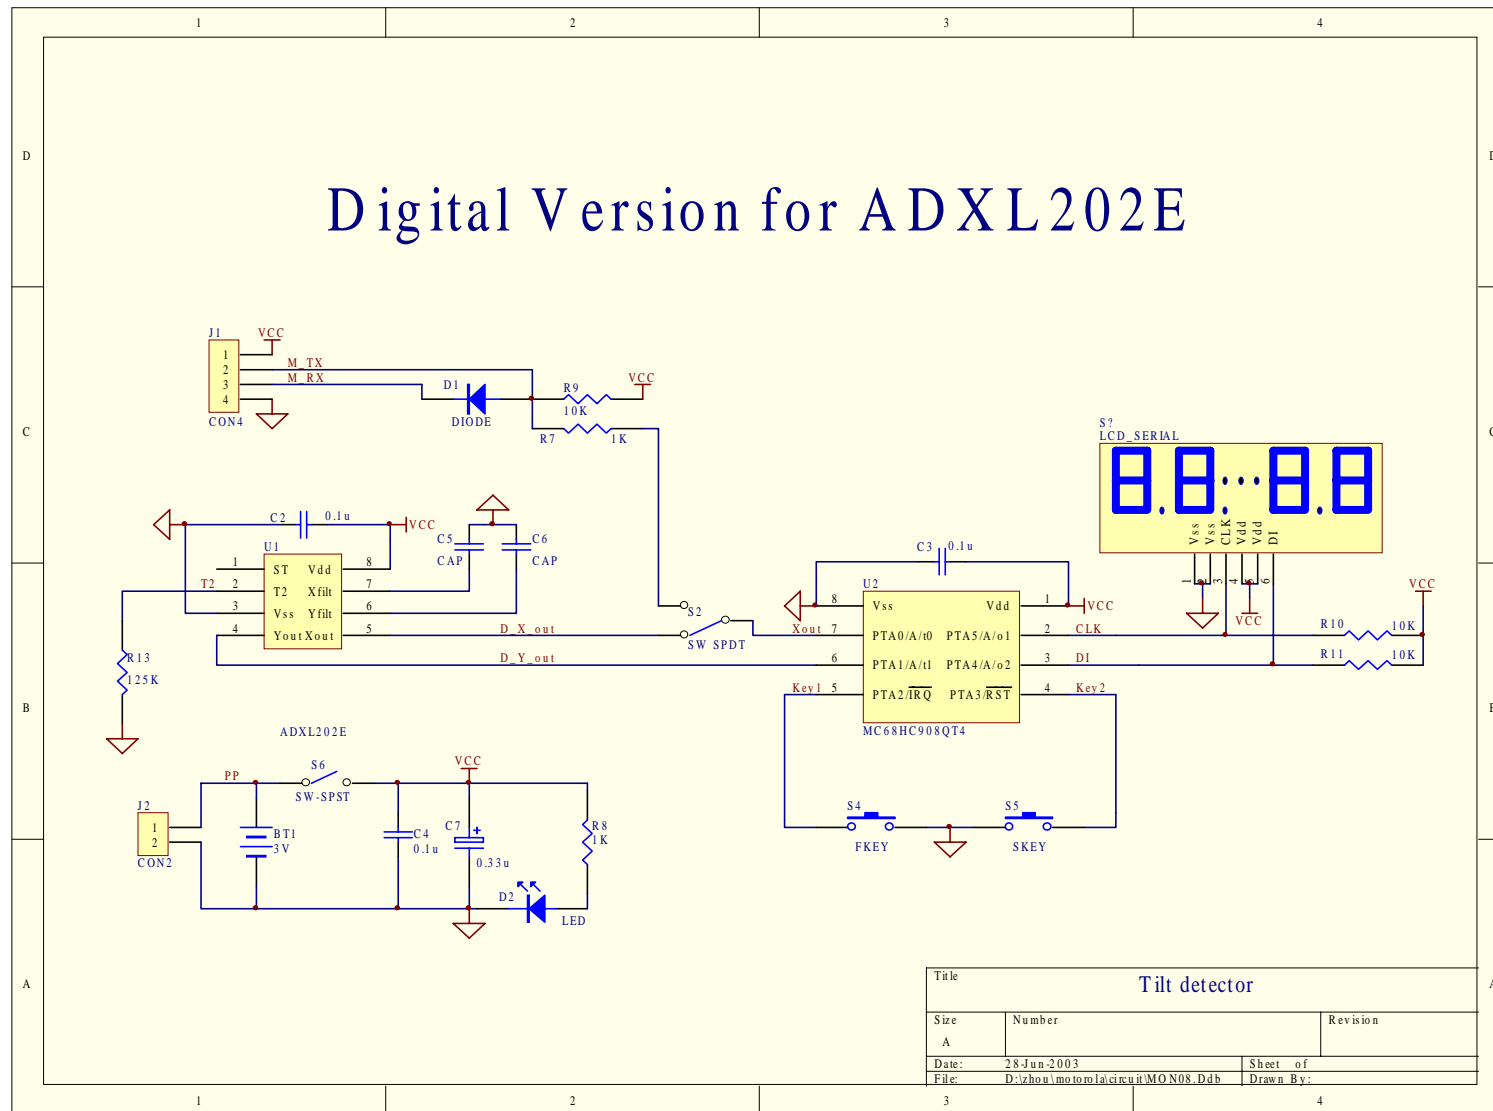 1 2 3 4
D D
Digital Version for ADXL202E
J1
VCC
1
2
3
4
M_TX
M_RX
CON4
D1
DIODE
R9
10K
VCC
R7 1K
C C
S?
LCD_SERIAL
Vss
Vss
CLK
Vdd
Vdd
DI
1 2 3 4 5 6
VCC
C2 0.1u
VCC
U1
1 ST Vdd 8
T2 2 T2 Xfilt 7
3 Vss Yfilt 6
4 Yout Xout 5
C5
CAP
C6
CAP
D_X_out
D_Y_out
S2
SW SPDT
R13
125K
ADXL202E
C3 0.1u
U2
8 Vss Vdd 1 VCC
Xout 7 PTA0/A/t0 PTA5/A/o1 2 CLK
6 PTA1/A/t1 PTA4/A/o2 3 DI
Key1 5 PTA2/IRQ PTA3/RST 4 Key2
MC68HC908QT4
VCC
R10 10K
R11 10K
B B
PP
S6
SW-SPST
VCC
J2
1
2
CON2
BT1
3V
C4
0.1u
C7
+
0.33u
R8
1K
D2
LED
S4
FKEY
S5
SKEY
A A
Title
Tilt detector
Size
A
Number
Revision
Date: 28-Jun-2003 Sheet of
File: D:\zhou\motorola\circuit\MON08.Ddb Drawn By:
1 2 3 4